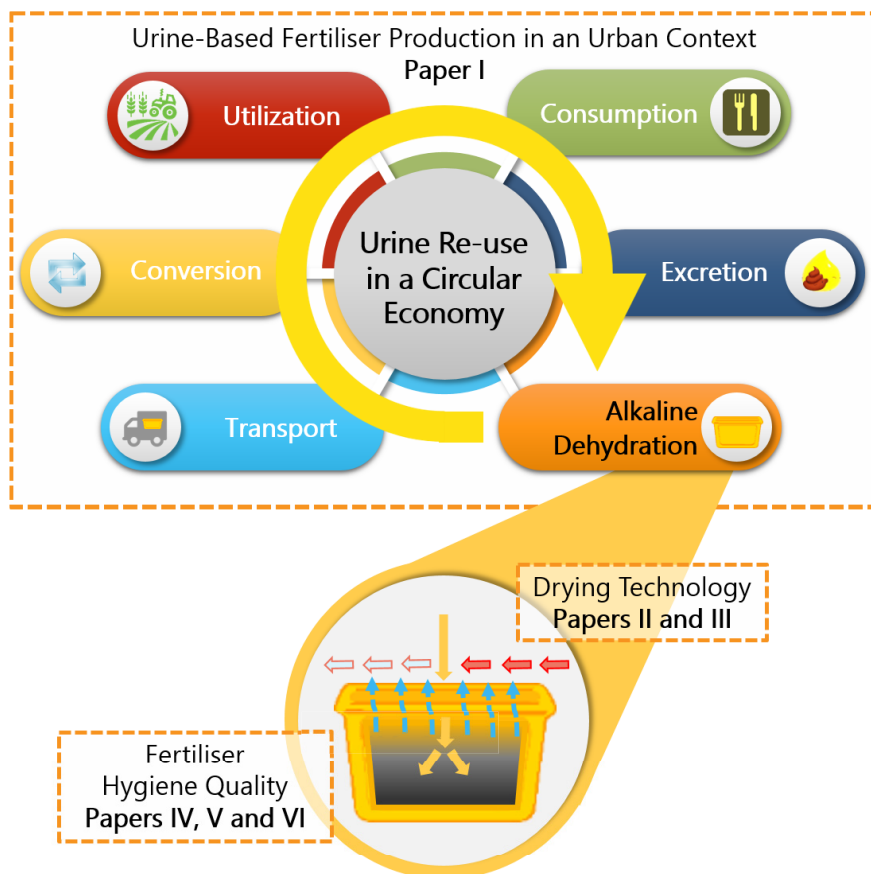 Urine-Based Fertiliser Production in an Urban Context
Paper I
Utilization
Consumption
Conversion
Urine Re-use
in a Circular
Economy
Excretion
Transport
Alkaline
Dehydration
Drying Technology
Papers II and III
Fertiliser
Hygiene Quality
Papers IV, V and VI